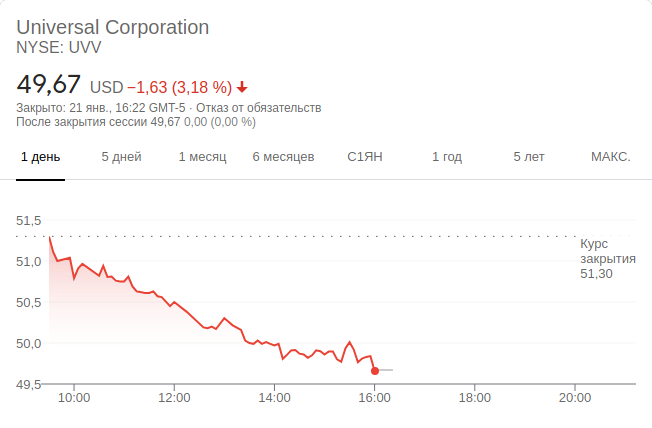 Universal Corporation
NYSE: UVV
49,67 USD −1,63 (3,18 %)
Закрыто: 21 янв., 16:22 GMT-5 · Отказ от обязательств
После закрытия сессии 49,67 0,00 (0,00 %)
1 день 5 дней 1 месяц 6 месяцев С1ЯН 1 год 5 лет МАКС.
51,5
Курс
закрытия
51,30
51,0
50,5
50,0
49,5
10:00 12:00 14:00 16:00 18:00 20:00